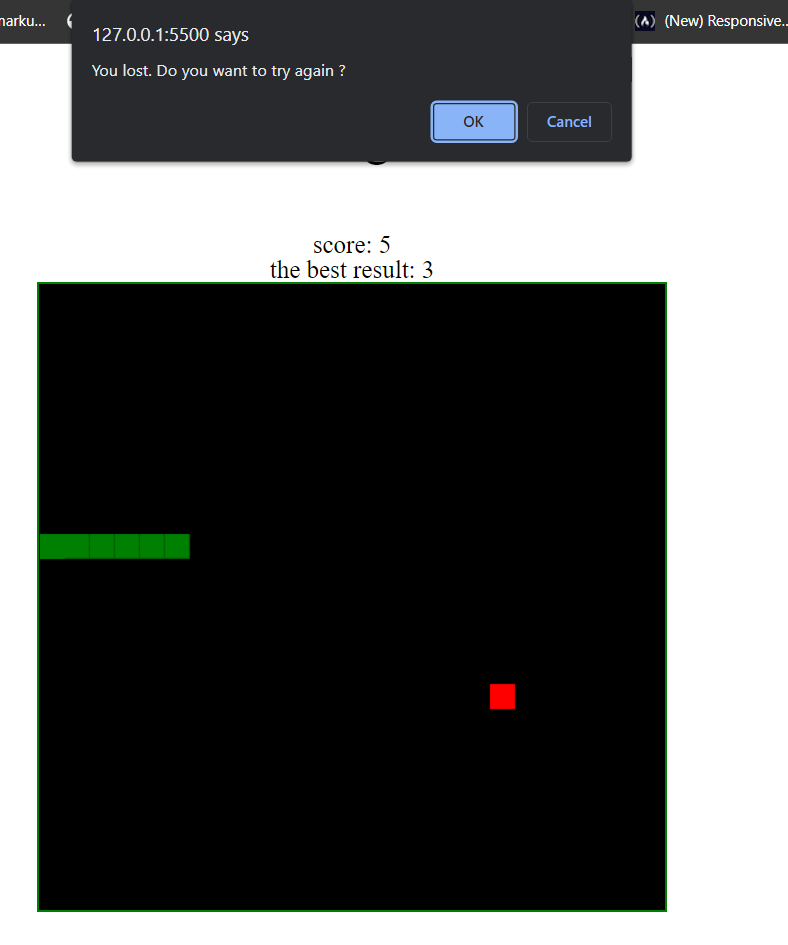 marku...
(New) Responsive...
127.0.0.1:5500 says
You lost. Do you want to try again ?
OK
Cancel
score: 5
the best result: 3